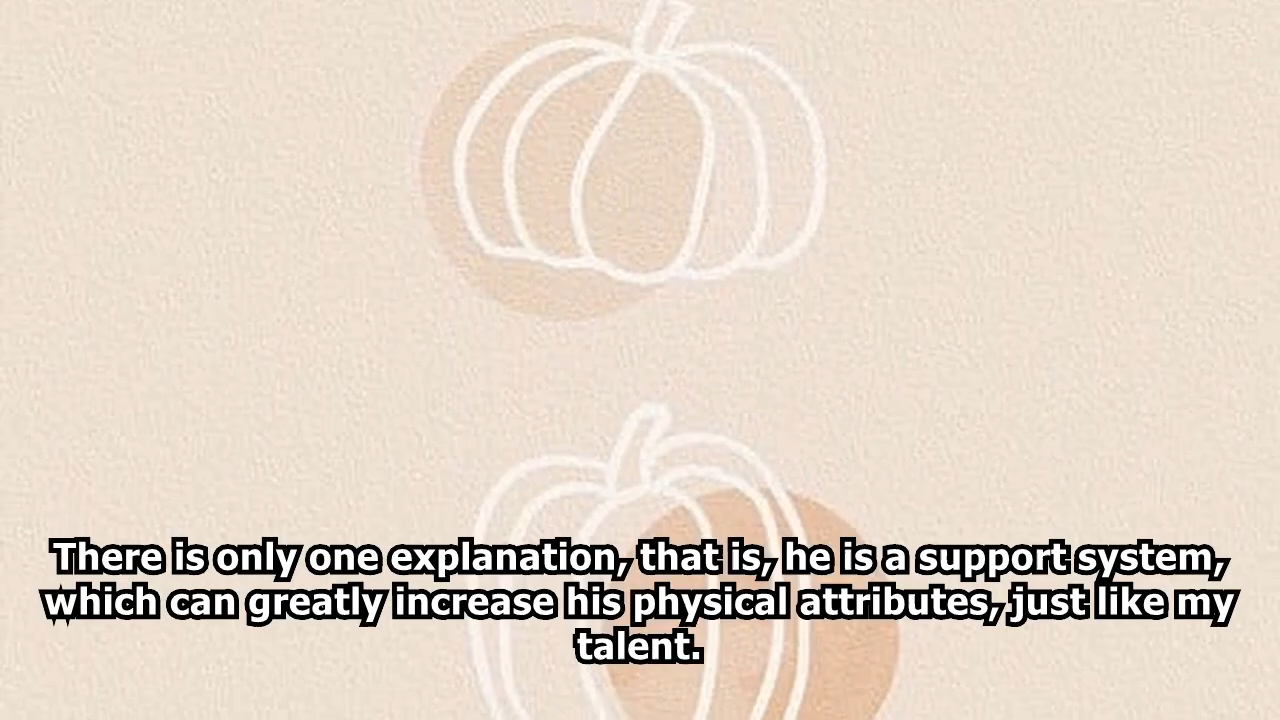 There is only one explanation, that is, he is a support system,
which can greatly increase his physical attributes, just like my
talent.